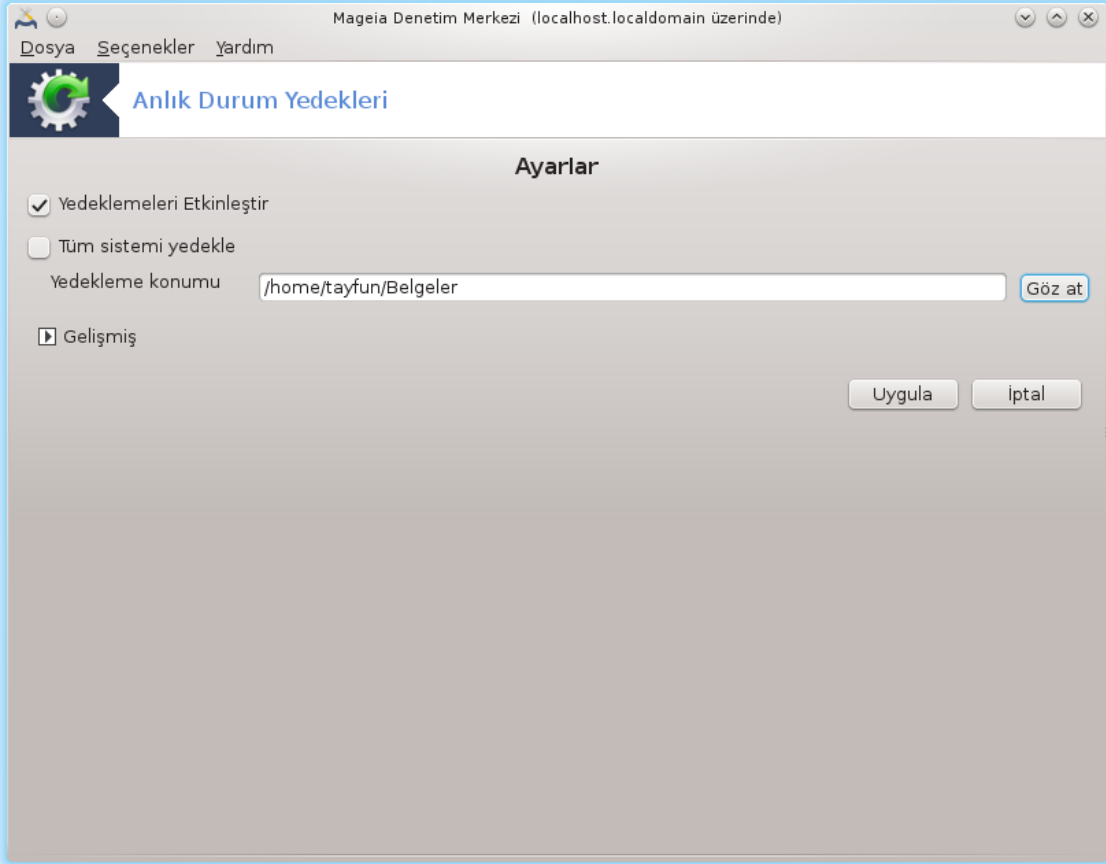 Mageia Denetim Merkezi (localhost.localdomain üzerinde)
Dosya Seçenekler Yardım
Anlık Durum Yedekleri
Ayarlar
Yedeklemeleri Etkinleştir
Tüm sistemi yedekle
Yedekleme konumu /home/tayfun/Belgeler Göz at
Gelişmiş
Uygula İptal